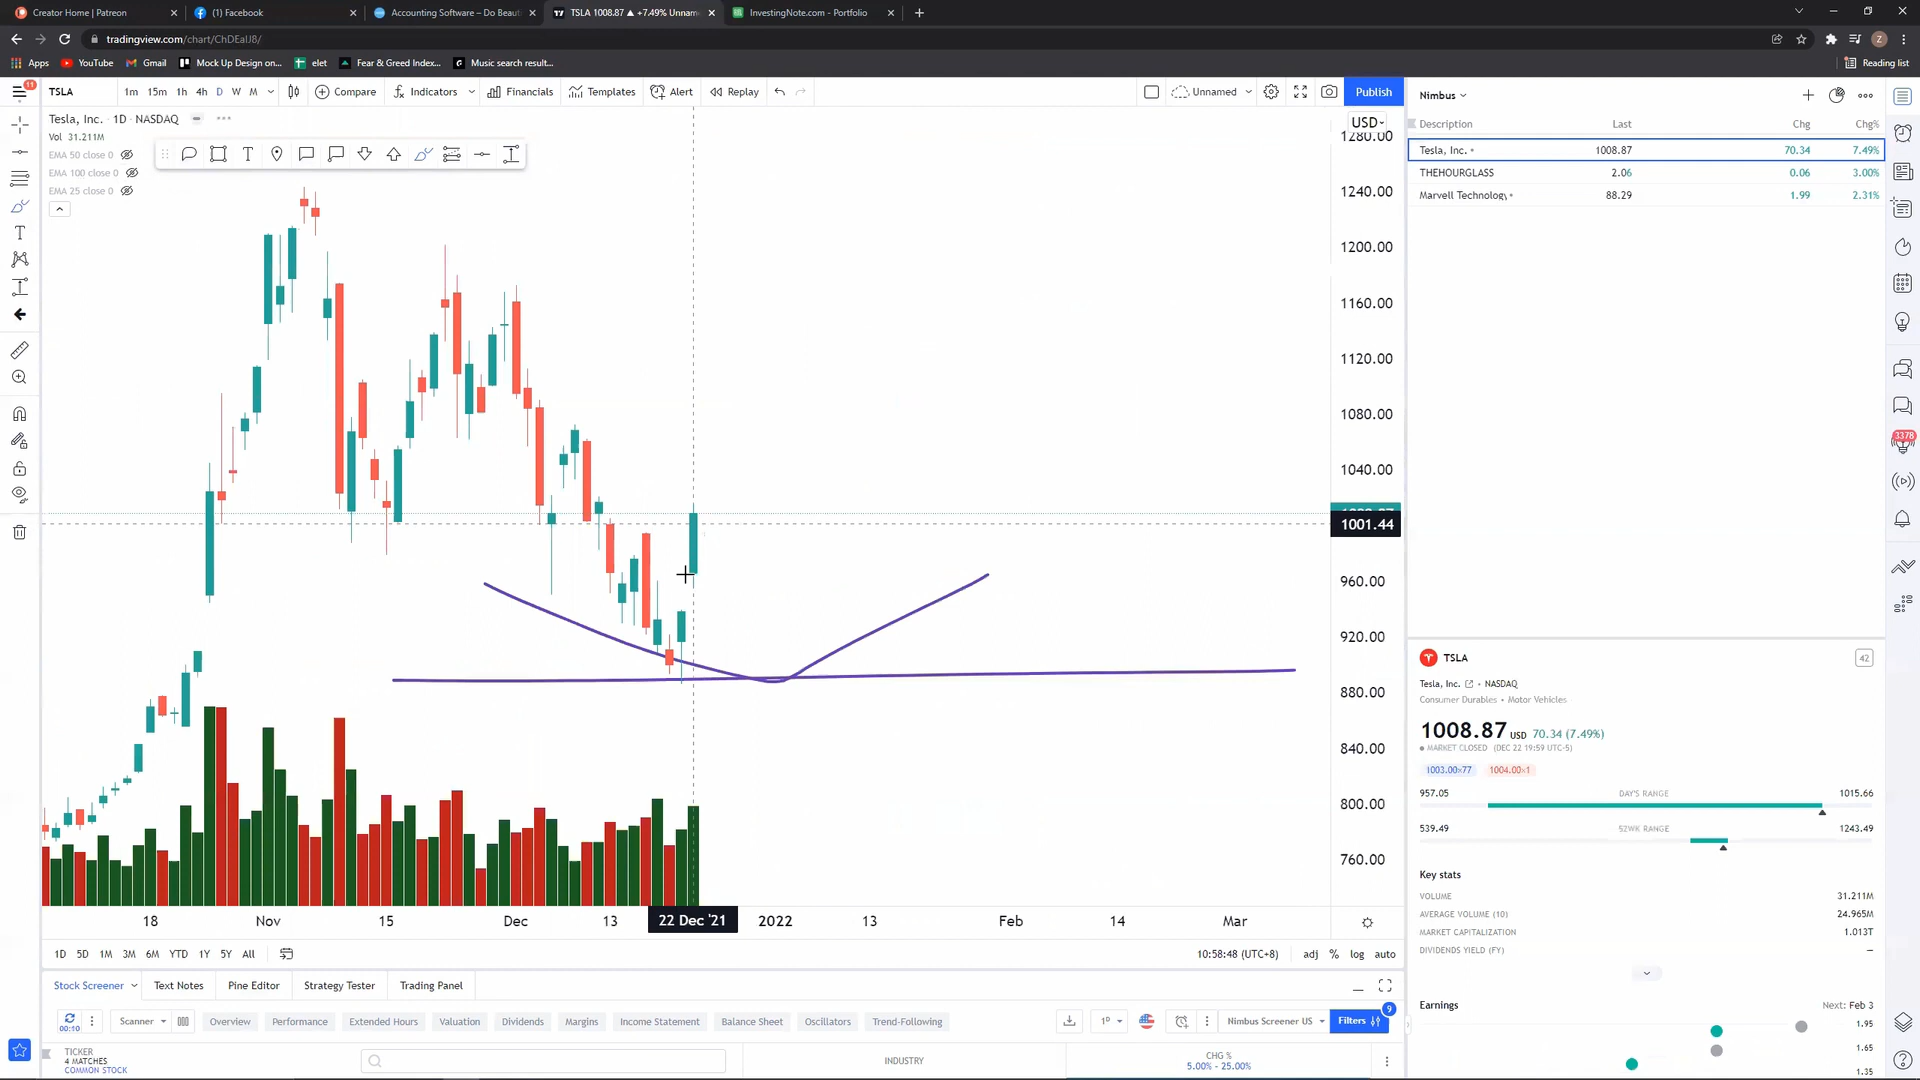 Creator Home | Patreon
(1) Facebook
Accounting Software – Do Beaut
TSLA 1008.87 ▲ +7.49% Unnam
InvestingNote.com - Portfolio
tradingview.com/chart/ChDEalJ8/
Apps
YouTube
Gmail
Mock Up Design on...
elet
Fear & Greed Index...
Music search result...
Reading list
11
TSLA
1m 15m 1h 4h D W M
Compare
Indicators
Financials
Templates
Alert
Replay
Unnamed
Publish
Tesla, Inc. · 1D · NASDAQ
Vol 31.211M
EMA 50 close 0
EMA 100 close 0
EMA 25 close 0
USD
1280.00
1240.00
1200.00
1160.00
1120.00
1080.00
1040.00
1001.44
960.00
920.00
880.00
840.00
800.00
760.00
18 Nov 15 Dec 13 22 Dec '21 2022 13 Feb 14 Mar
1D 5D 1M 3M 6M YTD 1Y 5Y All
10:58:48 (UTC+8)
adj % log auto
Stock Screener
Text Notes
Pine Editor
Strategy Tester
Trading Panel
00:10
Scanner
Overview
Performance
Extended Hours
Valuation
Dividends
Margins
Income Statement
Balance Sheet
Oscillators
Trend-Following
1D
Nimbus Screener US
Filters
9
TICKER
4 MATCHES
COMMON STOCK
INDUSTRY
CHG %
5.00% - 25.00%
Nimbus
Description Last Chg Chg%
Tesla, Inc. 1008.87 70.34 7.49%
THEHOURGLASS 2.06 0.06 3.00%
Marvell Technology 88.29 1.99 2.31%
3378
TSLA
42
Tesla, Inc. • NASDAQ
Consumer Durables • Motor Vehicles
1008.87 USD 70.34 (7.49%)
MARKET CLOSED (DEC 22 19:59 UTC-5)
1003.00×77 1004.00×1
957.05 DAY'S RANGE 1015.66
539.49 52WK RANGE 1243.49
Key stats
VOLUME 31.211M
AVERAGE VOLUME (10) 24.965M
MARKET CAPITALIZATION 1.013T
DIVIDENDS YIELD (FY) —
Earnings Next: Feb 3
1.95
1.65
1.35